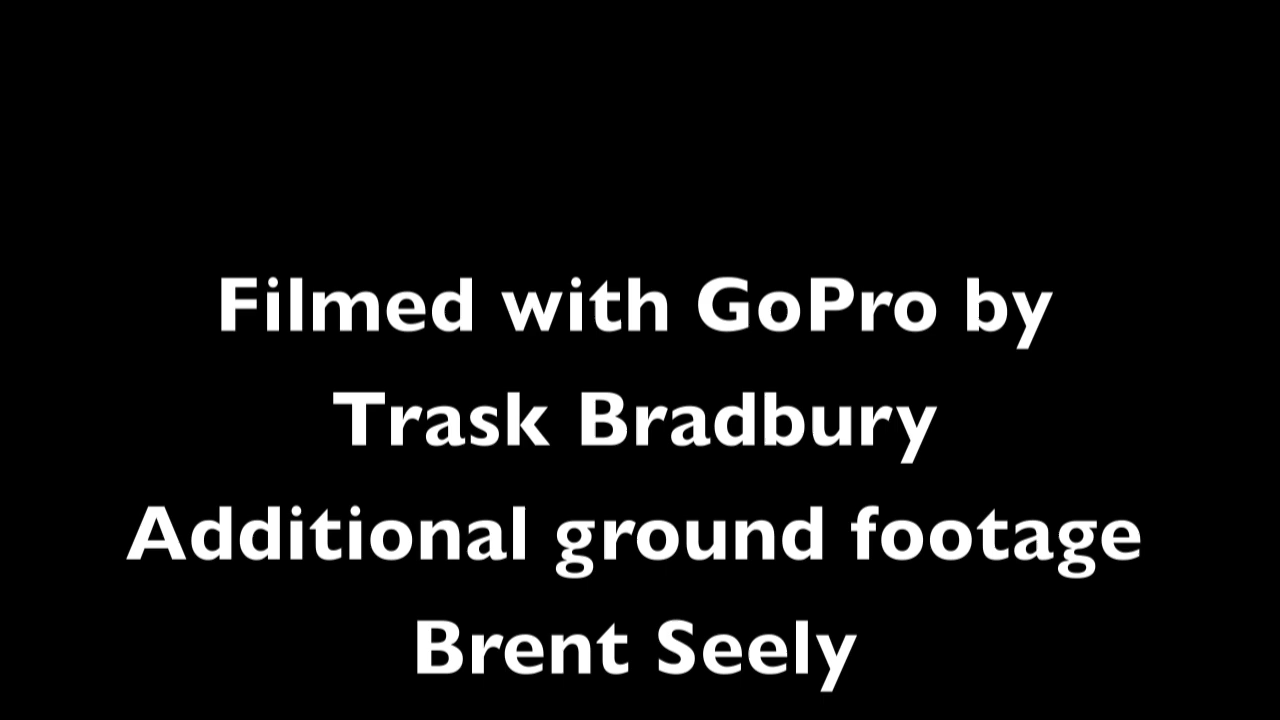 Filmed with GoPro by
Trask Bradbury
Additional ground footage
Brent Seely